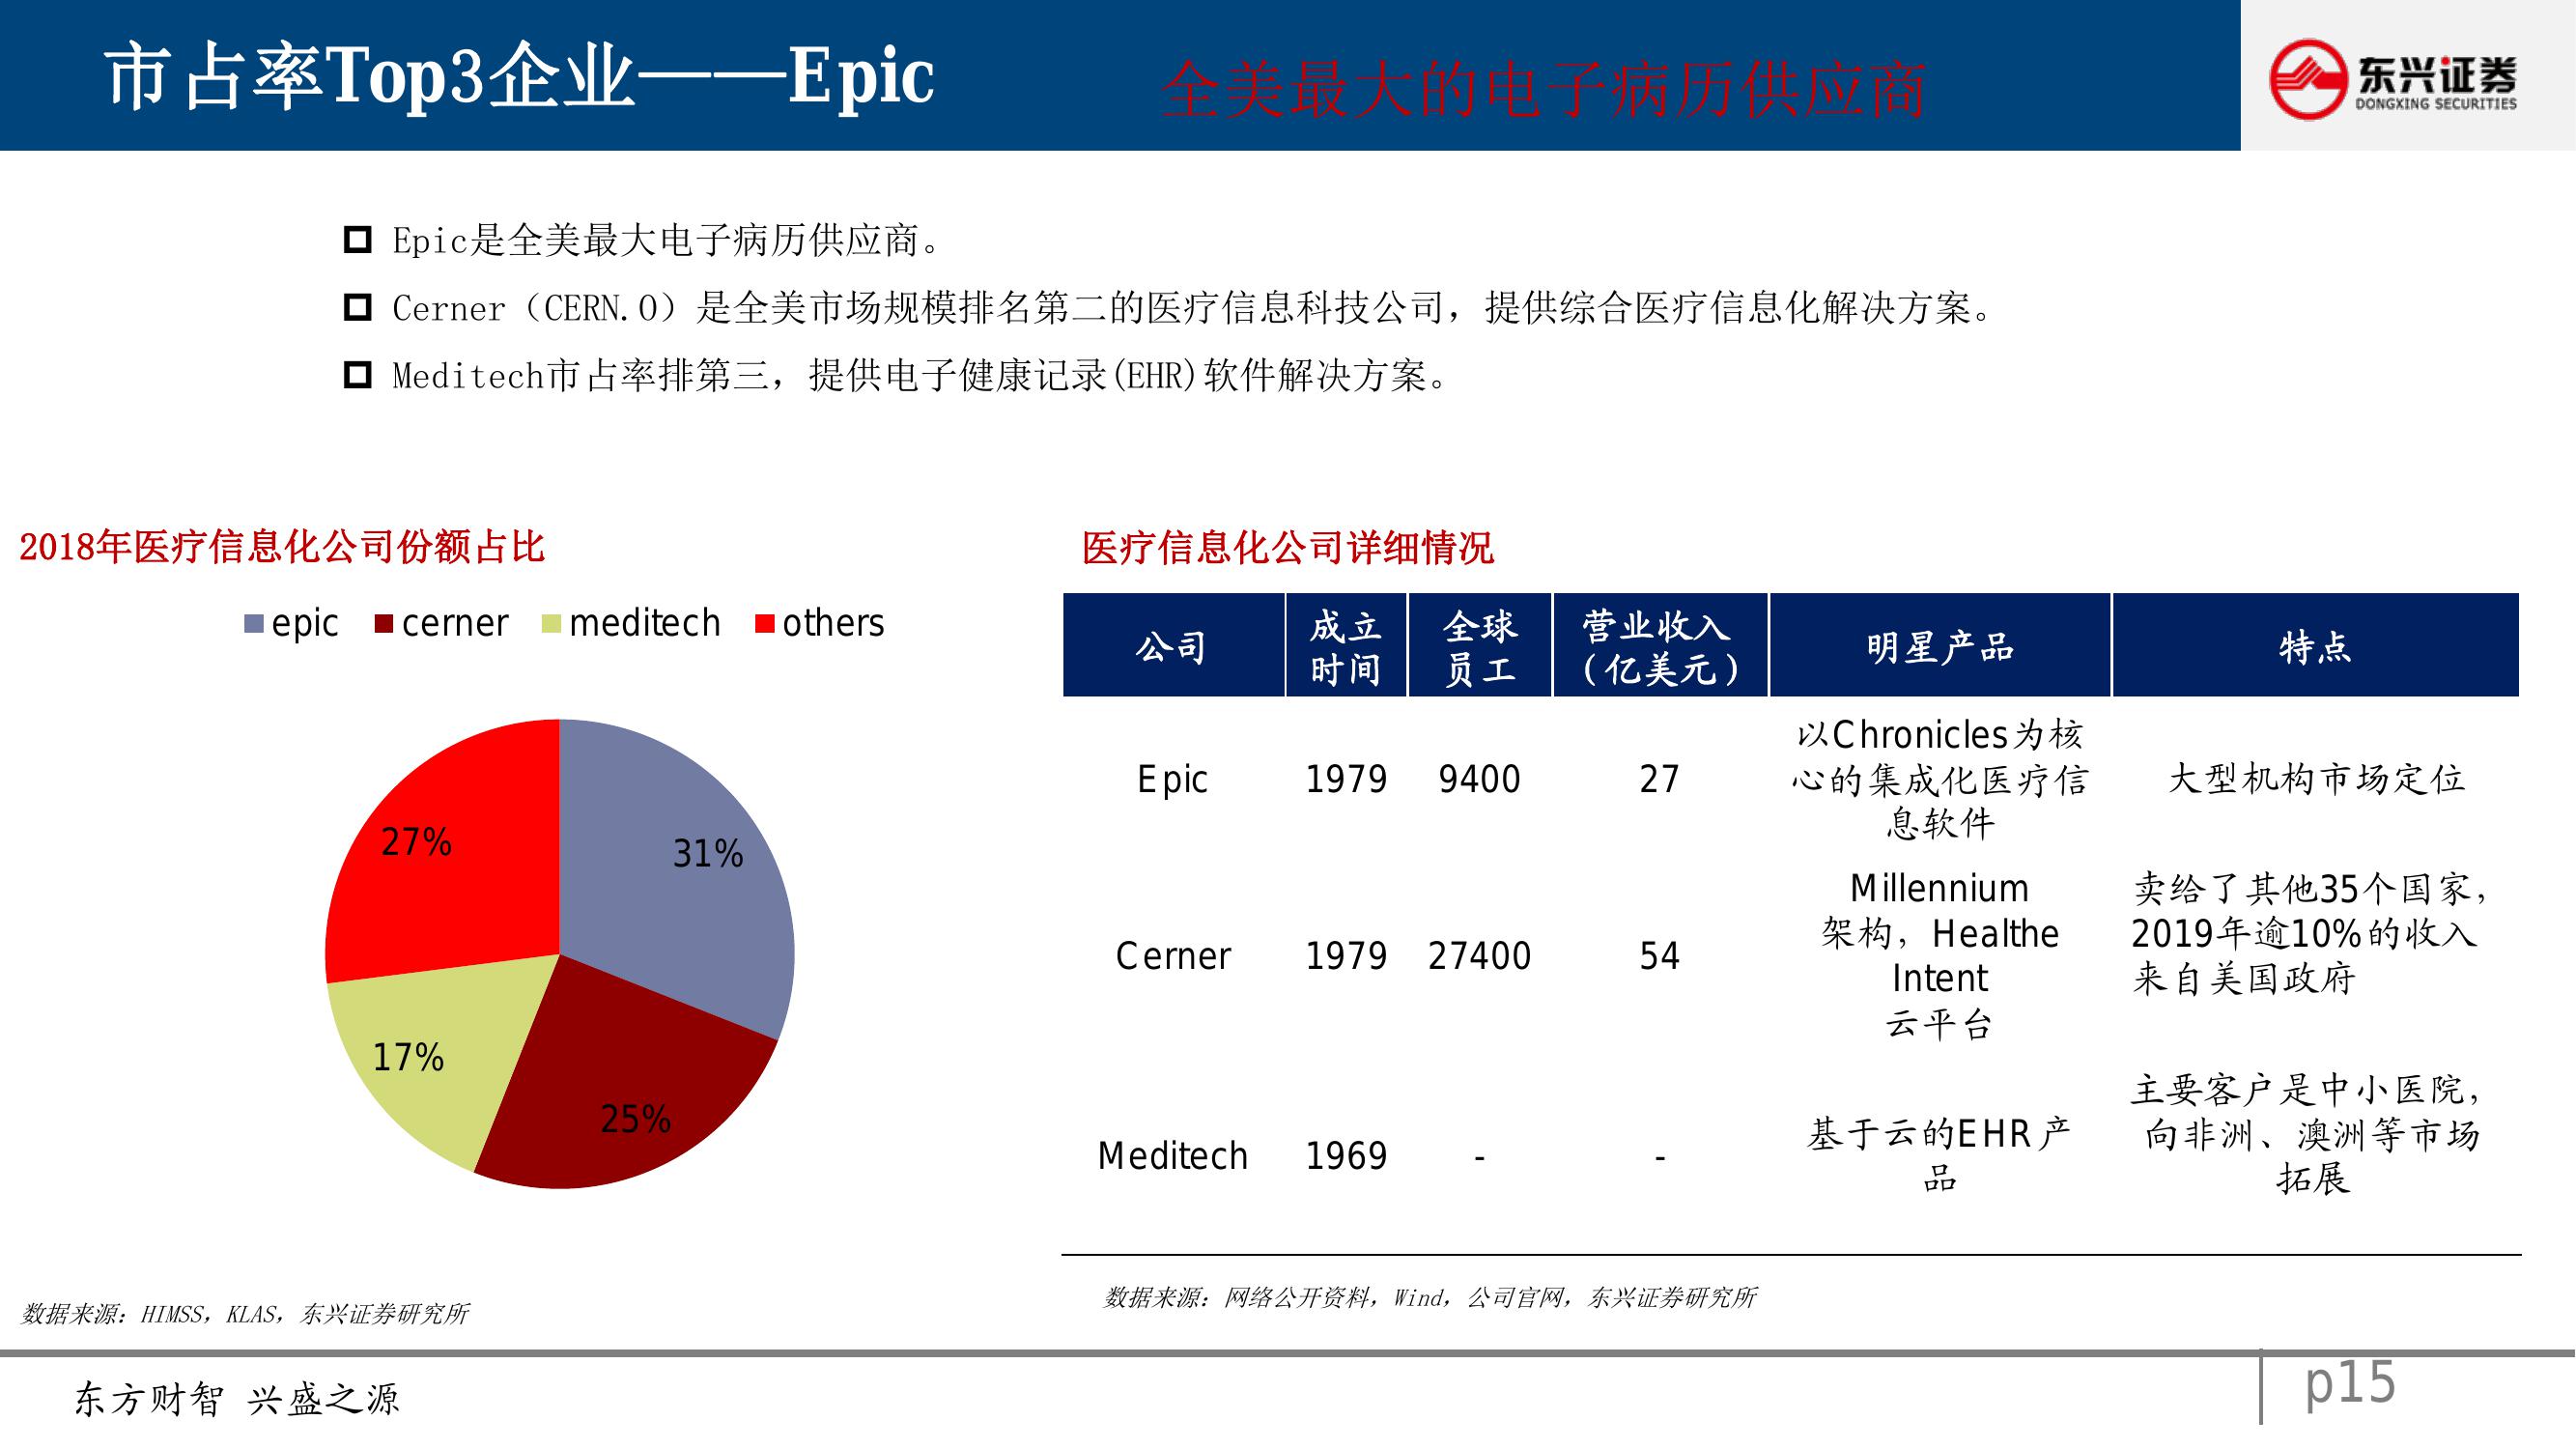 市占率Top3企业————Epic
全美最大的电子病历供应商
东兴证券
DONGXING SECURITIES
Epic是全美最大电子病历供应商。
Cerner（CERN.O）是全美市场规模排名第二的医疗信息科技公司，提供综合医疗信息化解决方案。
Meditech市占率排第三，提供电子健康记录(EHR)软件解决方案。
2018年医疗信息化公司份额占比
epic cerner meditech others
27%
31%
17%
25%
数据来源：HIMSS，KLAS，东兴证券研究所
医疗信息化公司详细情况
公司 成立时间 全球员工 营业收入（亿美元） 明星产品 特点
Epic 1979 9400 27 以Chronicles为核心的集成化医疗信息软件 大型机构市场定位
Cerner 1979 27400 54 Millennium架构，Healthe Intent云平台 卖给了其他35个国家，2019年逾10%的收入来自美国政府
Meditech 1969 - - 基于云的EHR产品 主要客户是中小医院，向非洲、澳洲等市场拓展
数据来源：网络公开资料，Wind，公司官网，东兴证券研究所
东方财智 兴盛之源
p15